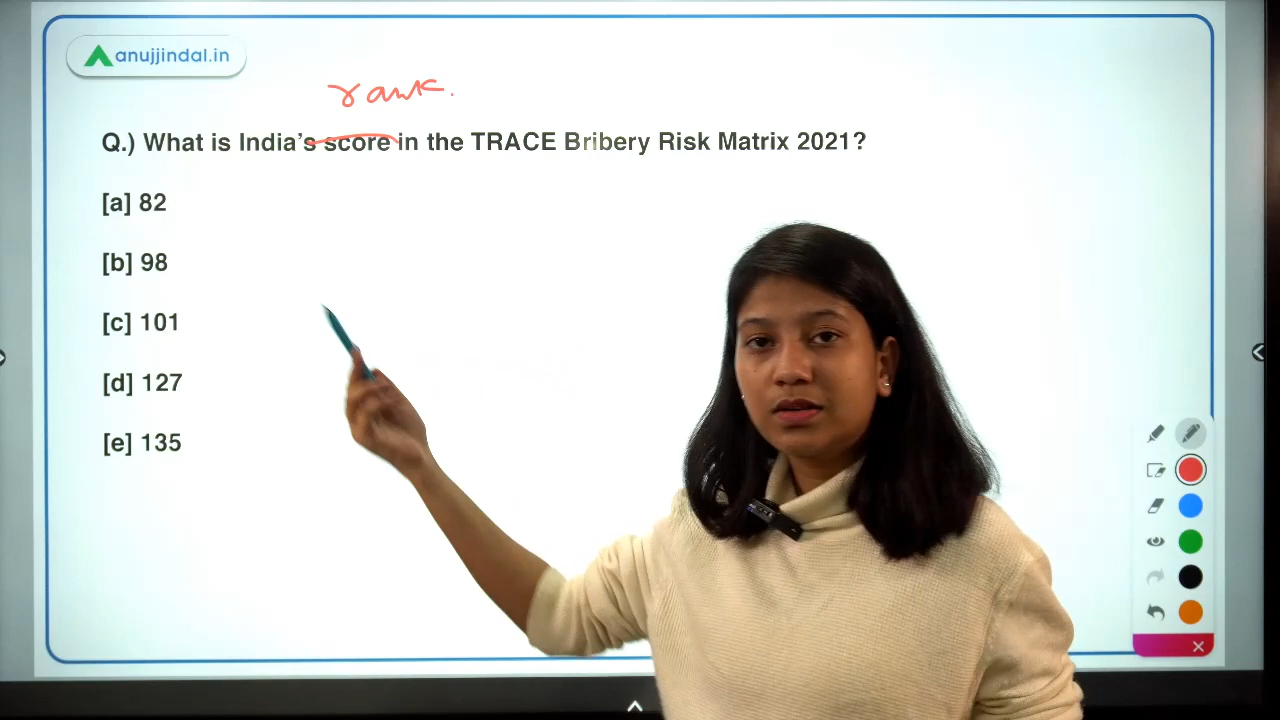 anujjindal.in
rank.
Q.) What is India's score in the TRACE Bribery Risk Matrix 2021?
[a] 82
[b] 98
[c] 101
[d] 127
[e] 135